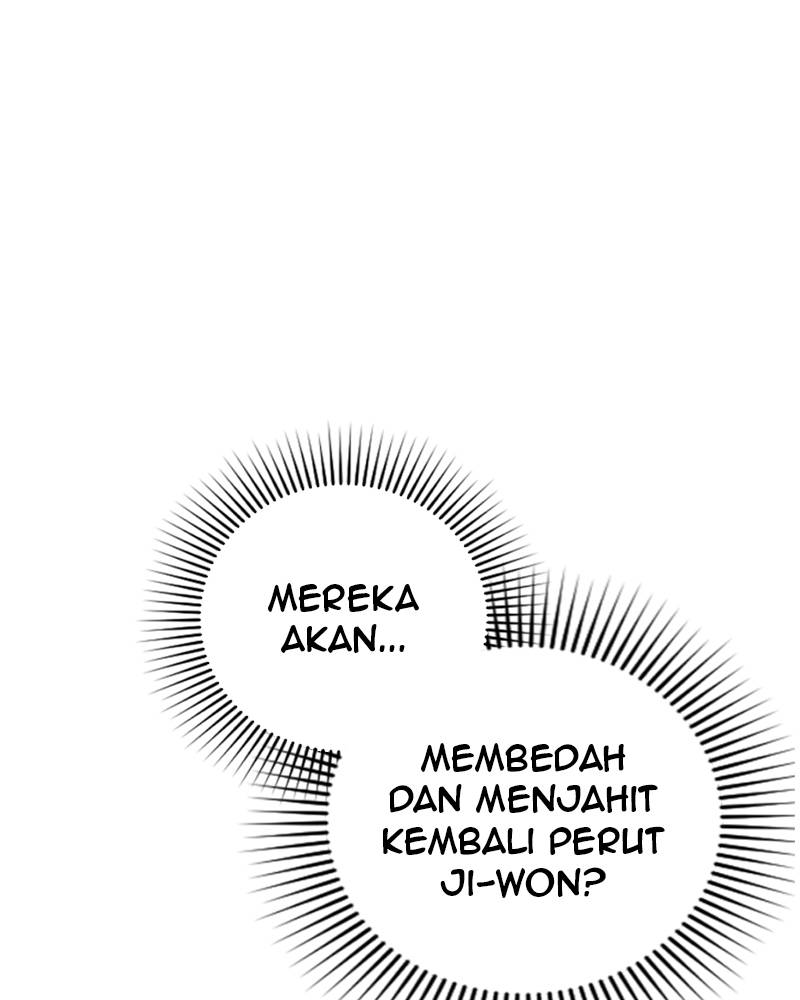 MEREKA
AKAN...
MEMBEDAH
DAN MENJAHIT
KEMBALI PERUT
JI-WON?